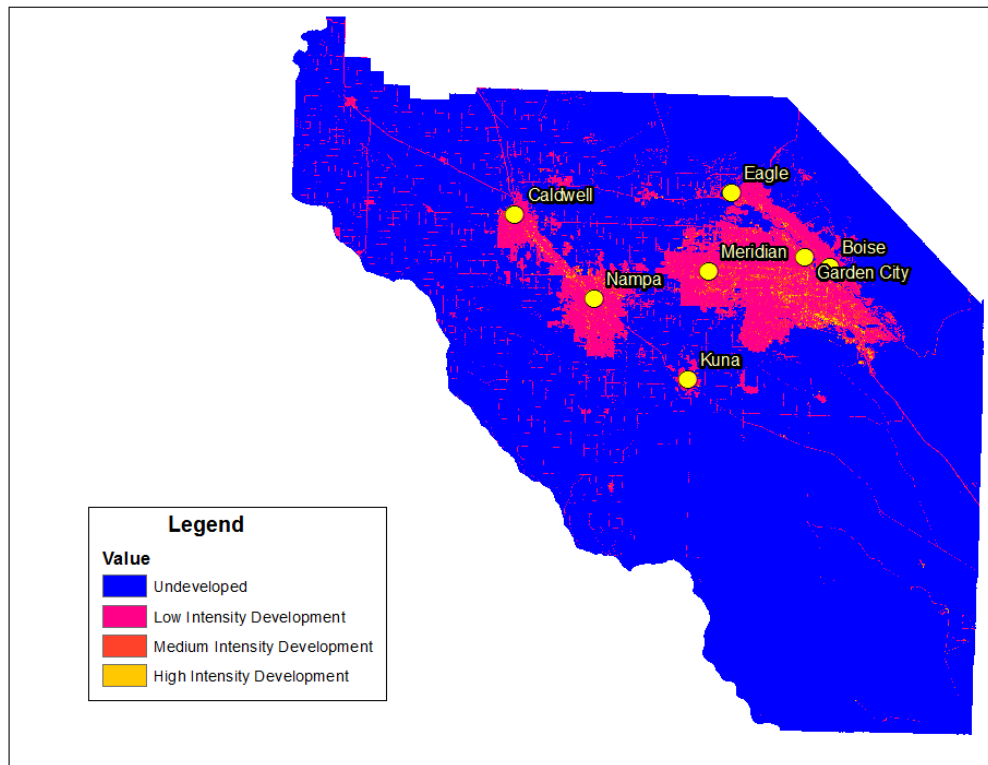 Eagle
Caldwell
Boise
Meridian
Garden City
Nampa
Kuna
Legend
Value
Undeveloped
Low Intensity Development
Medium Intensity Development
High Intensity Development